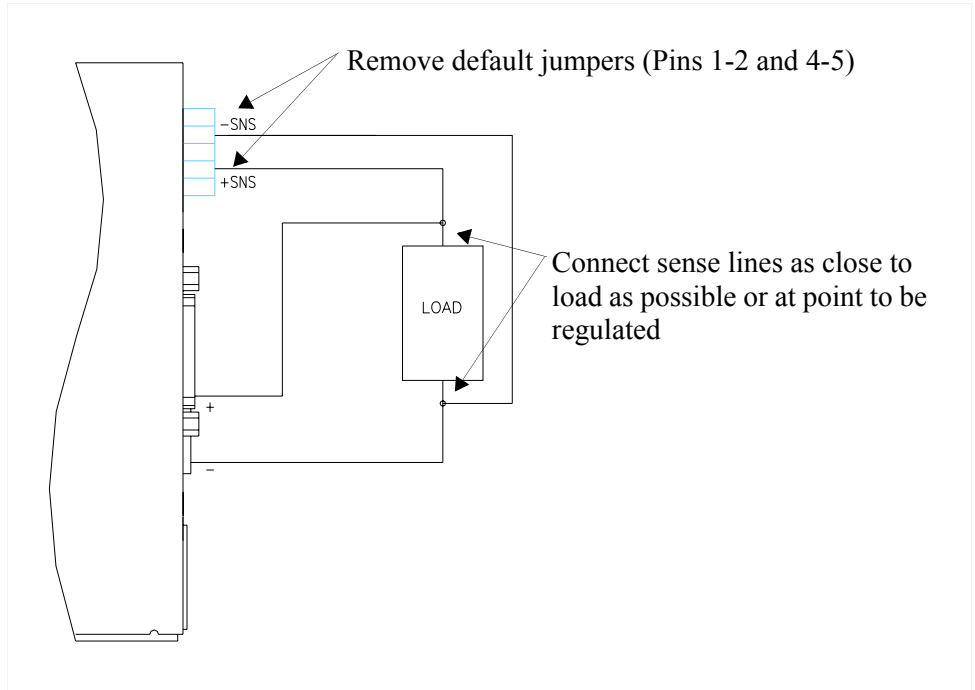 Remove default jumpers (Pins 1-2 and 4-5)
-SNS
+SNS
Connect sense lines as close to
load as possible or at point to be
regulated
LOAD
+
-